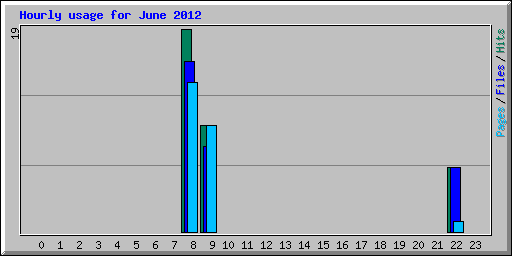 Hourly usage for June 2012
19
Pages/Files/Hits
0 1 2 3 4 5 6 7 8 9 10 11 12 13 14 15 16 17 18 19 20 21 22 23